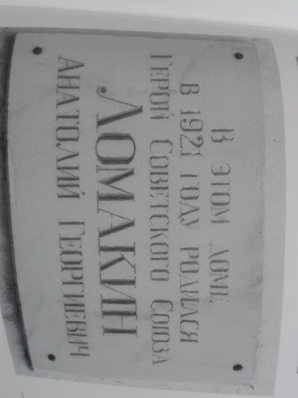 В ЭТОМ ДОМЕ
В 1921 ГОДУ РОДИЛСЯ
ГЕРОЙ СОВЕТСКОГО СОЮЗА
ЛОМАКИН
АНАТОЛИЙ ГЕОРГИЕВИЧ